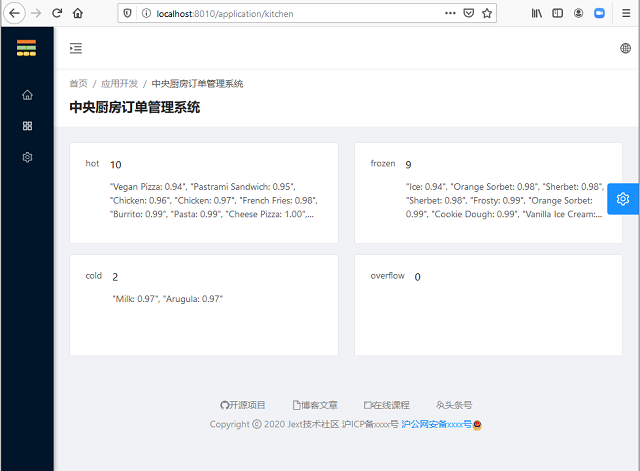 localhost:8010/application/kitchen
首页 / 应用开发 / 中央厨房订单管理系统
中央厨房订单管理系统
hot 10
"Vegan Pizza: 0.94", "Pastrami Sandwich: 0.95",
"Chicken: 0.96", "Chicken: 0.97", "French Fries: 0.98",
"Burrito: 0.99", "Pasta: 0.99", "Cheese Pizza: 1.00",...
frozen 9
"Ice: 0.94", "Orange Sorbet: 0.98", "Sherbet: 0.98",
"Sherbet: 0.98", "Frosty: 0.99", "Orange Sorbet:
0.99", "Cookie Dough: 0.99", "Vanilla Ice Cream:...
cold 2
"Milk: 0.97", "Arugula: 0.97"
overflow 0
开源项目 博客文章 在线课程 头条号
Copyright © 2020 Jext技术社区 沪ICP备xxxx号 沪公网安备xxxx号